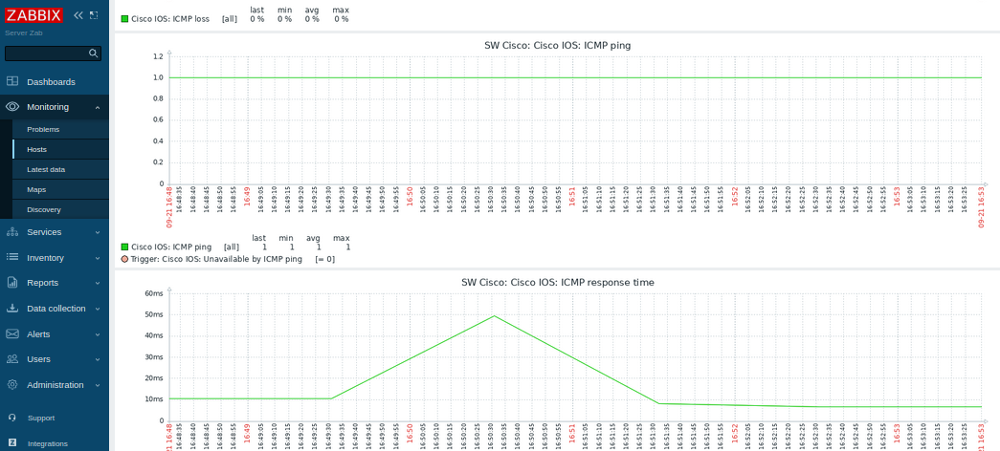 ZABBIX
Server Zab
Dashboards
Monitoring
Problems
Hosts
Latest data
Maps
Discovery
Services
Inventory
Reports
Data collection
Alerts
Users
Administration
Support
Z Integrations
last min avg max
Cisco IOS: ICMP loss [all] 0 % 0 % 0 % 0 %
SW Cisco: Cisco IOS: ICMP ping
1.2
1.0
0.8
0.6
0.4
0.2
0
09-21 16:48 16:48:35 16:48:40 16:48:45 16:48:50 16:48:55 16:49 16:49:05 16:49:10 16:49:15 16:49:20 16:49:25 16:49:30 16:49:35 16:49:40 16:49:45 16:49:50 16:49:55 16:50 16:50:05 16:50:10 16:50:15 16:50:20 16:50:25 16:50:30 16:50:35 16:50:40 16:50:45 16:50:50 16:50:55 16:51 16:51:05 16:51:10 16:51:15 16:51:20 16:51:25 16:51:30 16:51:35 16:51:40 16:51:45 16:51:50 16:51:55 16:52 16:52:05 16:52:10 16:52:15 16:52:20 16:52:25 16:52:30 16:52:35 16:52:40 16:52:45 16:52:50 16:52:55 16:53 16:53:05 16:53:10 16:53:15 16:53:20 16:53:25 09-21 16:53
last min avg max
Cisco IOS: ICMP ping [all] 1 1 1 1
Trigger: Cisco IOS: Unavailable by ICMP ping [= 0]
SW Cisco: Cisco IOS: ICMP response time
60ms
50ms
40ms
30ms
20ms
10ms
0
21 16:48 16:48:35 16:48:40 16:48:45 16:48:50 16:48:55 16:49 16:49:05 16:49:10 16:49:15 16:49:20 16:49:25 16:49:30 16:49:35 16:49:40 16:49:45 16:49:50 16:49:55 16:50 16:50:05 16:50:10 16:50:15 16:50:20 16:50:25 16:50:30 16:50:35 16:50:40 16:50:45 16:50:50 16:50:55 16:51 16:51:05 16:51:10 16:51:15 16:51:20 16:51:25 16:51:30 16:51:35 16:51:40 16:51:45 16:51:50 16:51:55 16:52 16:52:05 16:52:10 16:52:15 16:52:20 16:52:25 16:52:30 16:52:35 16:52:40 16:52:45 16:52:50 16:52:55 16:53 16:53:05 16:53:10 16:53:15 16:53:20 16:53:25 21 16:53